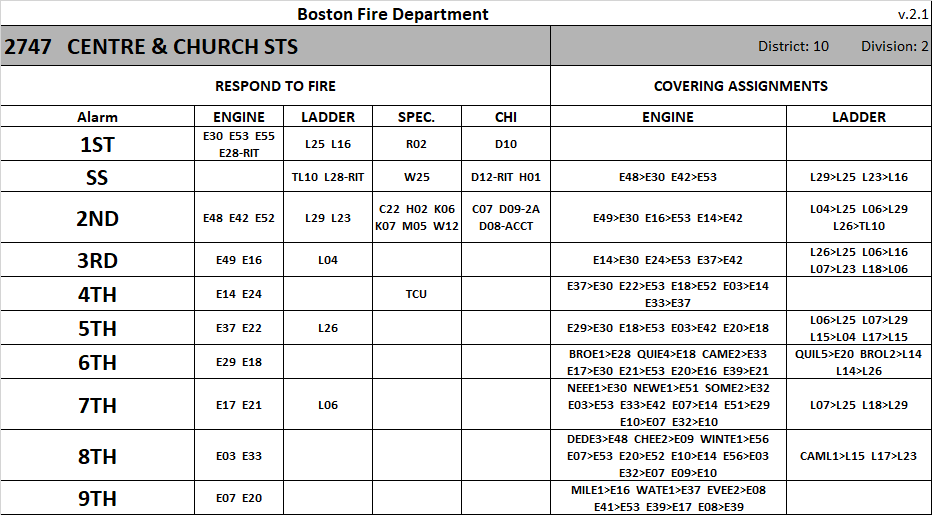 Boston Fire Department v.2.1
2747 CENTRE & CHURCH STS District: 10 Division: 2
RESPOND TO FIRE COVERING ASSIGNMENTS
Alarm ENGINE LADDER SPEC. CHI ENGINE LADDER
1ST
E30 E53 E55
E28-RIT
L25 L16
R02
D10
SS
TL10 L28-RIT
W25
D12-RIT H01
E48>E30 E42>E53
L29>L25 L23>L16
2ND
E48 E42 E52
L29 L23
C22 H02 K06
K07 M05 W12
C07 D09-2A
D08-ACCT
E49>E30 E16>E53 E14>E42
L04>L25 L06>L29
L26>TL10
3RD
E49 E16
L04
E14>E30 E24>E53 E37>E42
L26>L25 L06>L16
L07>L23 L18>L06
4TH
E14 E24
TCU
E37>E30 E22>E53 E18>E52 E03>E14
E33>E37
5TH
E37 E22
L26
E29>E30 E18>E53 E03>E42 E20>E18
L06>L25 L07>L29
L15>L04 L17>L15
6TH
E29 E18
BROE1>E28 QUIE4>E18 CAME2>E33
E17>E30 E21>E53 E20>E16 E39>E21
QUIL5>E20 BROL2>L14
L14>L26
7TH
E17 E21
L06
NEEE1>E30 NEWE1>E51 SOME2>E32
E03>E53 E33>E42 E07>E14 E51>E29
E10>E07 E32>E10
L07>L25 L18>L29
8TH
E03 E33
DEDE3>E48 CHEE2>E09 WINTE1>E56
E07>E53 E20>E52 E10>E14 E56>E03
E32>E07 E09>E10
CAML1>L15 L17>L23
9TH
E07 E20
MILE1>E16 WATE1>E37 EVEE2>E08
E41>E53 E39>E17 E08>E39